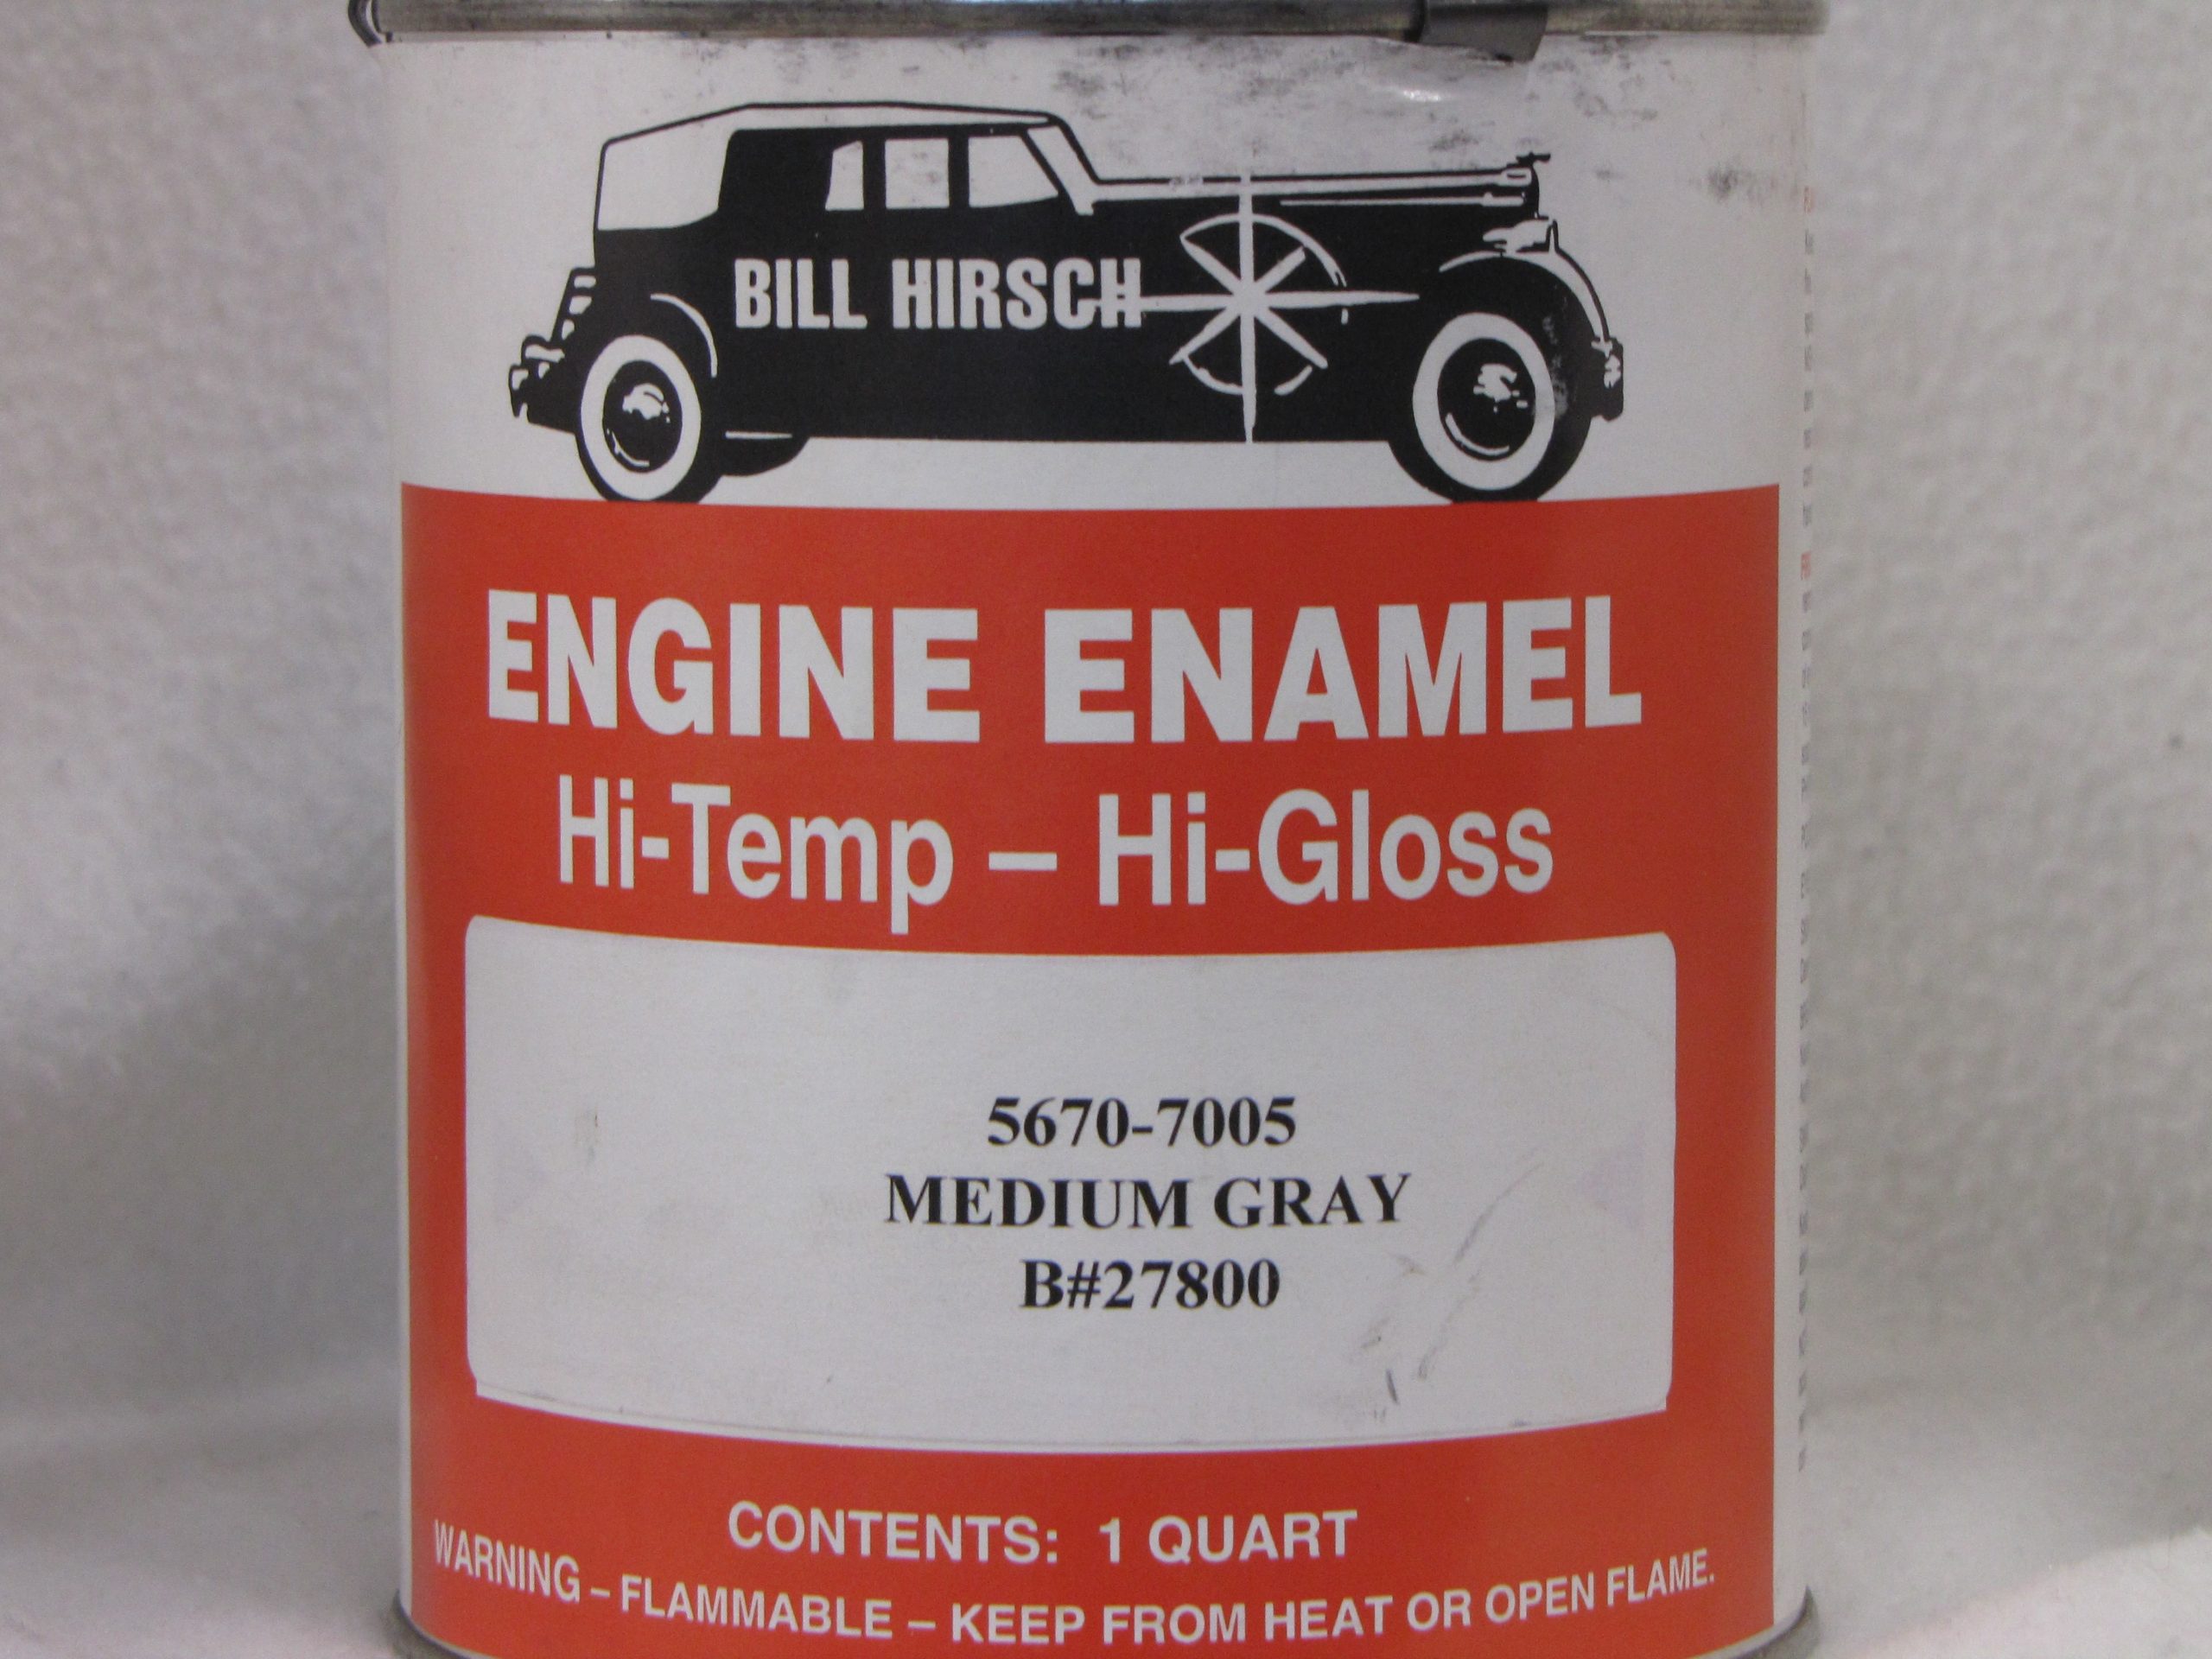 BILL HIRSCH
ENGINE ENAMEL
Hi-Temp – Hi-Gloss
5670-7005
MEDIUM GRAY
B#27800
CONTENTS: 1 QUART
WARNING – FLAMMABLE – KEEP FROM HEAT OR OPEN FLAME.